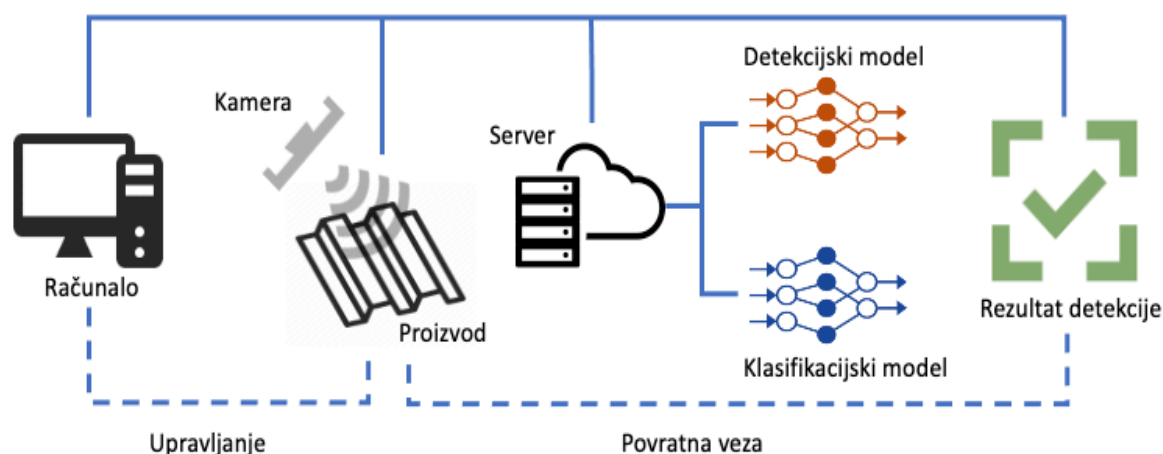 Detekcijski model
Kamera
Server
Računalo
Proizvod
Rezultat detekcije
Klasifikacijski model
Upravljanje
Povratna veza